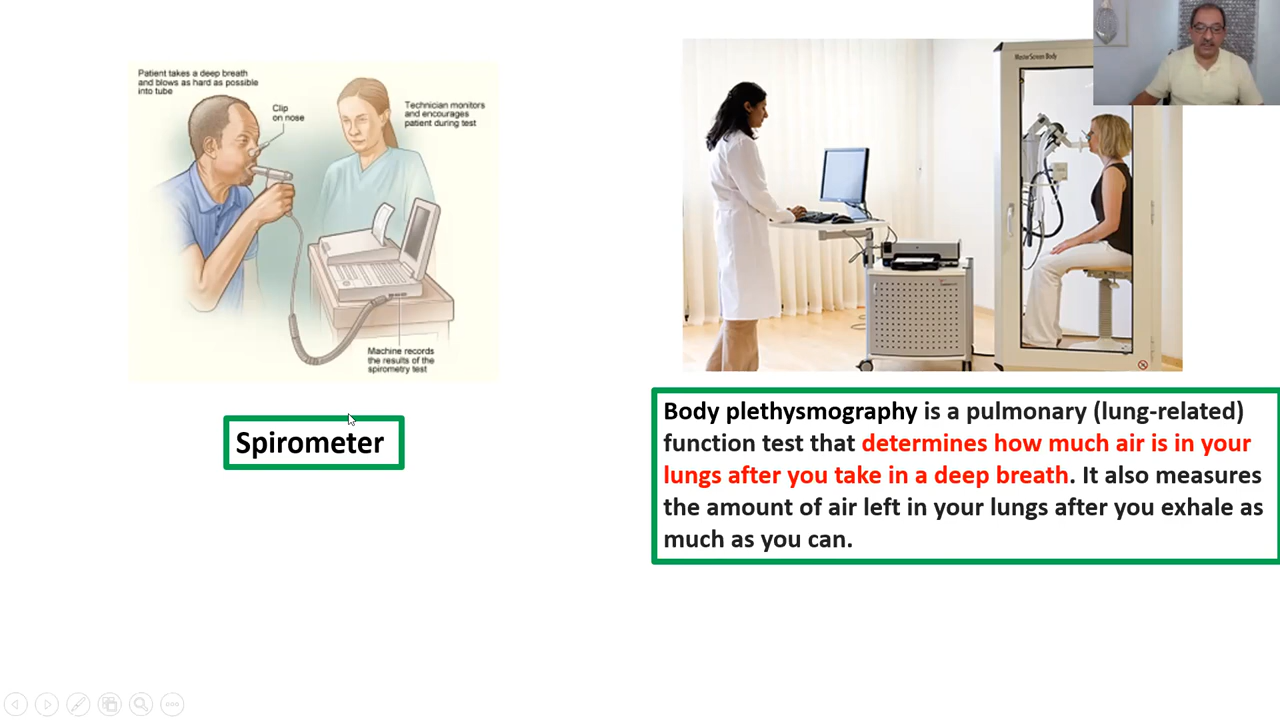 Patient takes a deep breath
and blows as hard as possible
into tube
Clip
on nose
Technician monitors
and encourages
patient during test
Machine records
the results of the
spirometry test
Spirometer
MasterScreen Body
Body plethysmography is a pulmonary (lung-related)
function test that determines how much air is in your
lungs after you take in a deep breath. It also measures
the amount of air left in your lungs after you exhale as
much as you can.